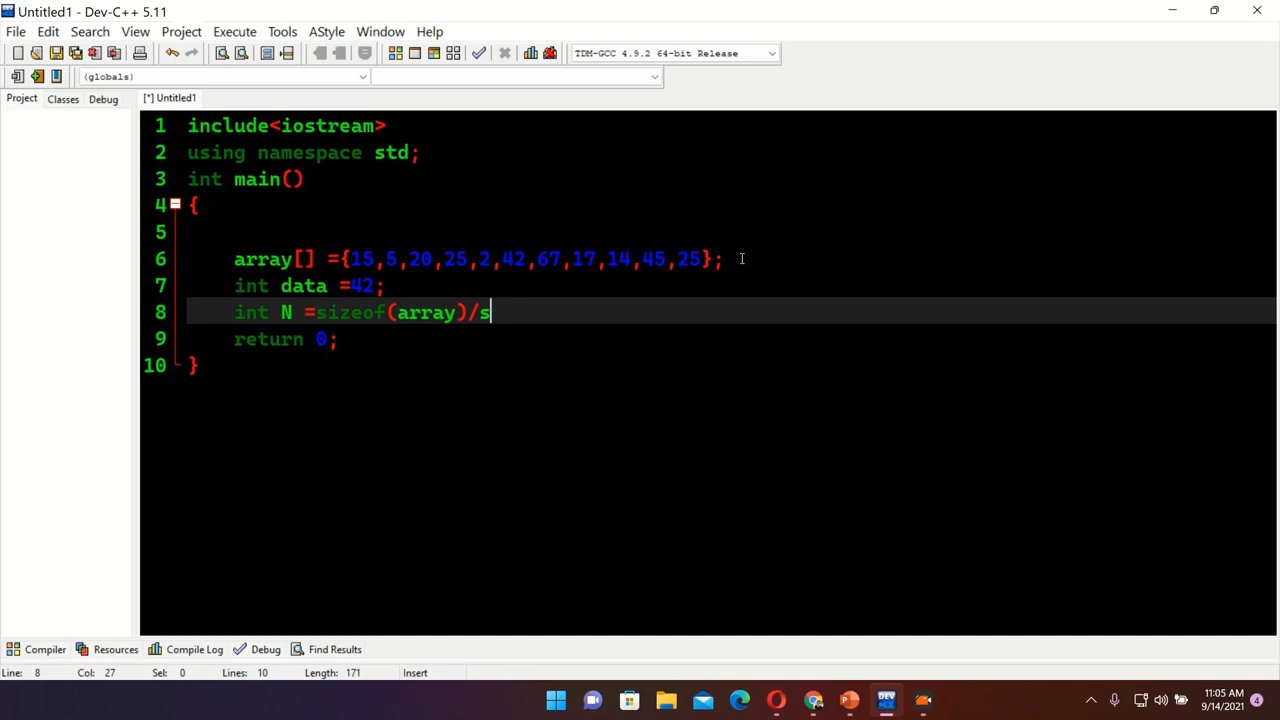 Untitled1 - Dev-C++ 5.11
File Edit Search View Project Execute Tools AStyle Window Help
TDM-GCC 4.9.2 64-bit Release
(globals)
Project Classes Debug [*] Untitled1
1 include<iostream>
2 using namespace std;
3 int main()
4 {
5
6 array[] ={15,5,20,25,2,42,67,17,14,45,25};
7 int data =42;
8 int N =sizeof(array)/s
9 return 0;
10 }
Compiler Resources Compile Log Debug Find Results
Line: 8 Col: 27 Sel: 0 Lines: 10 Length: 171 Insert
DEV
11:05 AM
9/14/2021 4